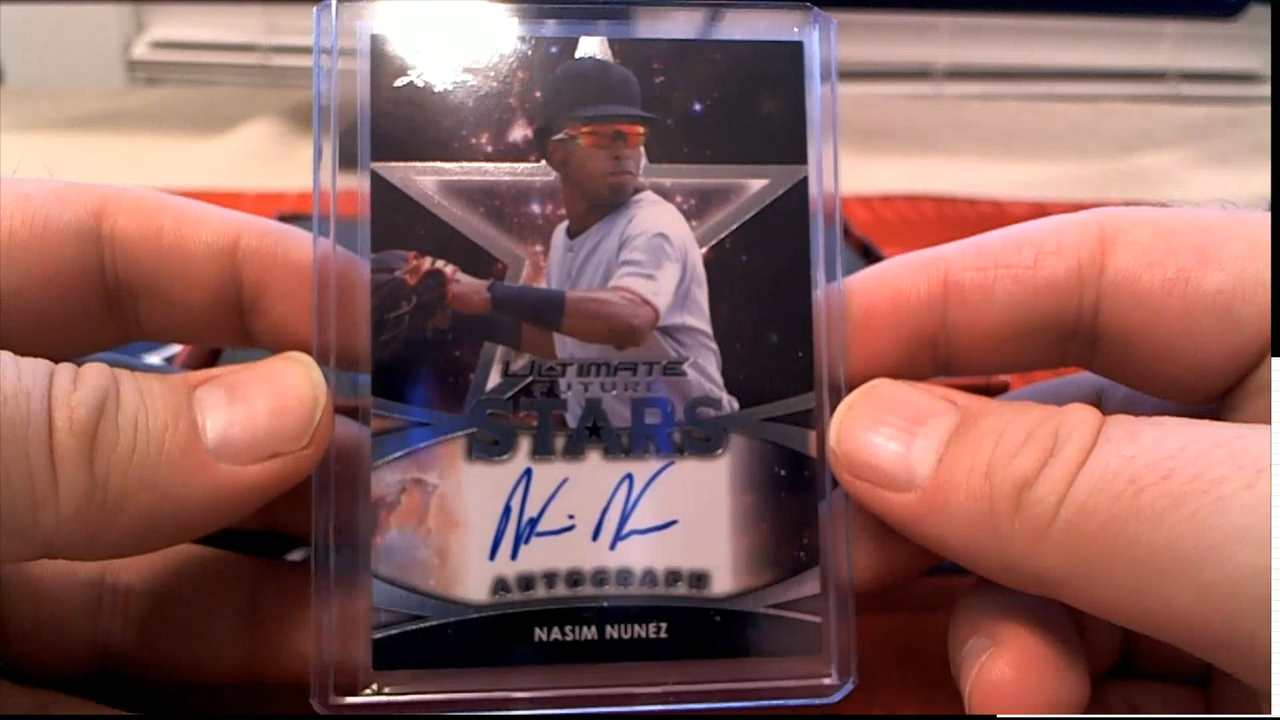 ULTIMATE
FUTURE
STARS
AUTOGRAPH
NASIM NUNEZ